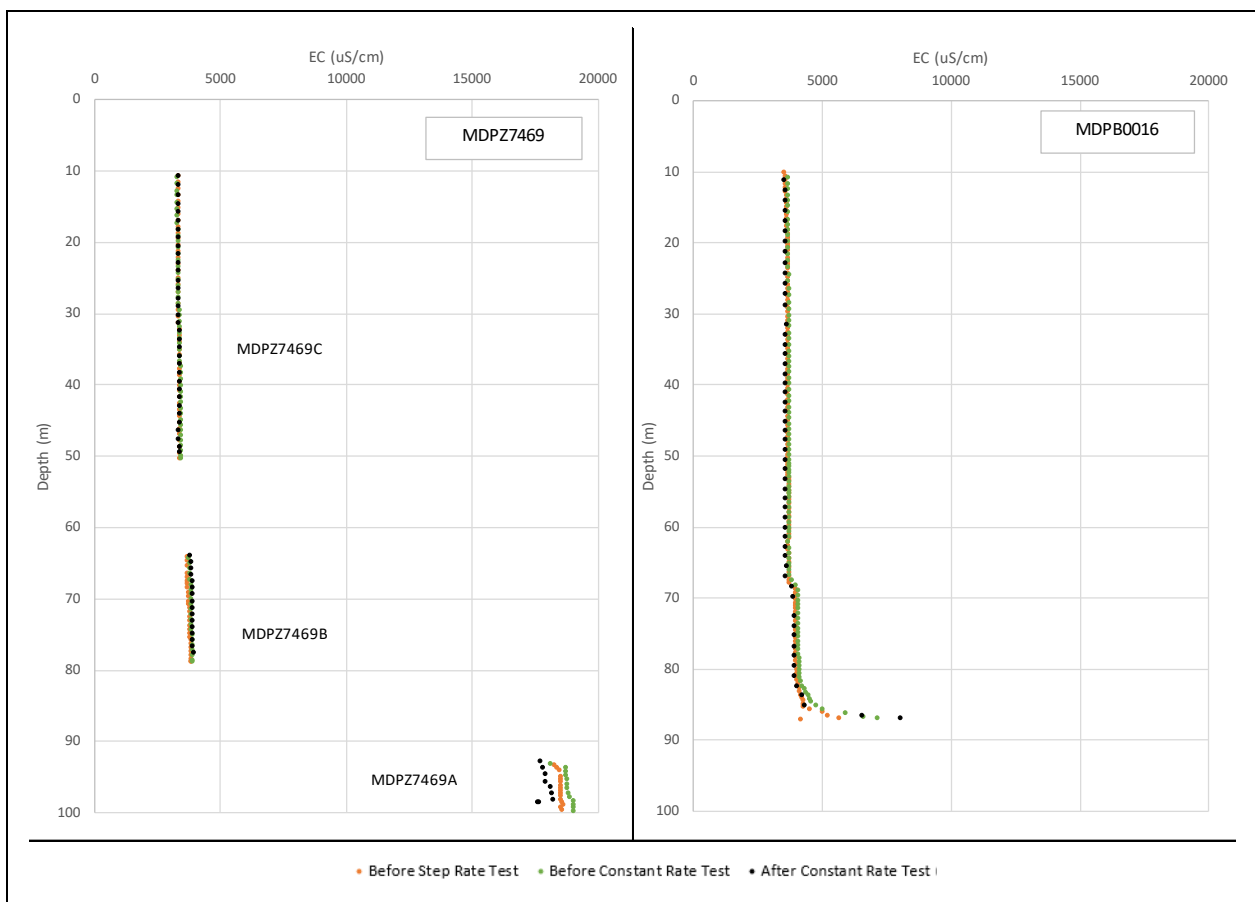 EC (uS/cm)
0 5000 10000 15000 20000
0
10
20
30
40
50
60
70
80
90
100
Depth (m)
MDPZ7469
MDPZ7469C
MDPZ7469B
MDPZ7469A
EC (uS/cm)
0 5000 10000 15000 20000
0
10
20
30
40
50
60
70
80
90
100
Depth (m)
MDPB0016
Before Step Rate Test Before Constant Rate Test After Constant Rate Test